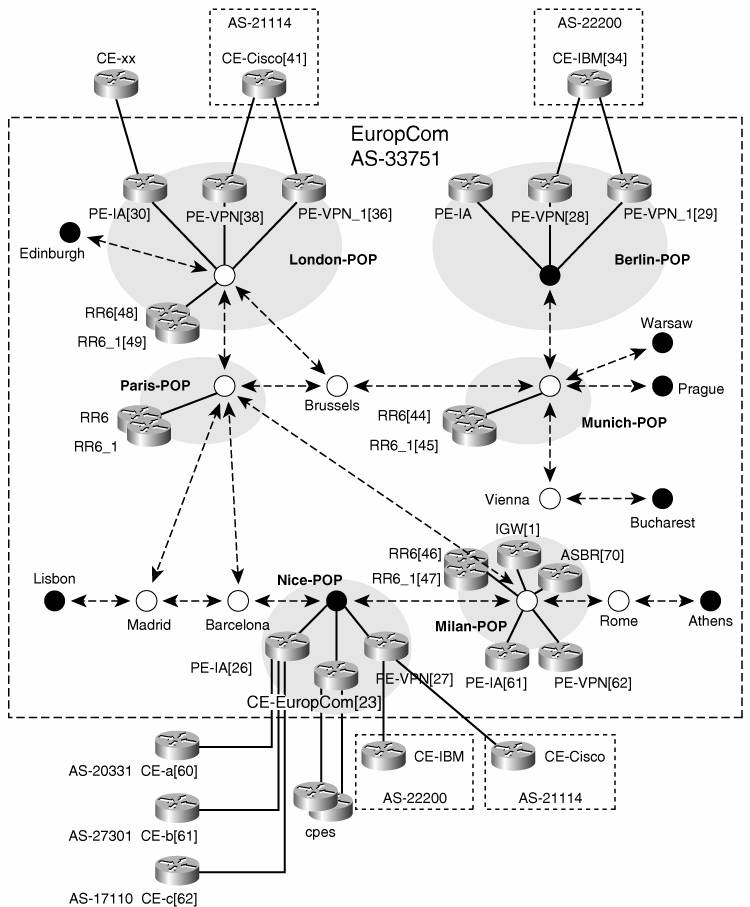 AS-21114
AS-22200
CE-xx
CE-Cisco[41]
CE-IBM[34]
EuropCom
AS-33751
PE-IA[30]
PE-VPN[38]
PE-VPN_1[36]
PE-IA
PE-VPN[28]
PE-VPN_1[29]
Edinburgh
London-POP
Berlin-POP
RR6[48]
RR6_1[49]
Warsaw
Paris-POP
Brussels
Prague
RR6
RR6_1
RR6[44]
RR6_1[45]
Munich-POP
Vienna
Bucharest
IGW[1]
RR6[46]
RR6_1[47]
ASBR[70]
Lisbon
Nice-POP
Madrid
Barcelona
Milan-POP
Rome
Athens
PE-IA[26]
PE-VPN[27]
PE-IA[61]
PE-VPN[62]
CE-EuropCom[23]
AS-20331 CE-a[60]
CE-IBM
CE-Cisco
AS-22200
AS-21114
AS-27301 CE-b[61]
cpes
AS-17110 CE-c[62]